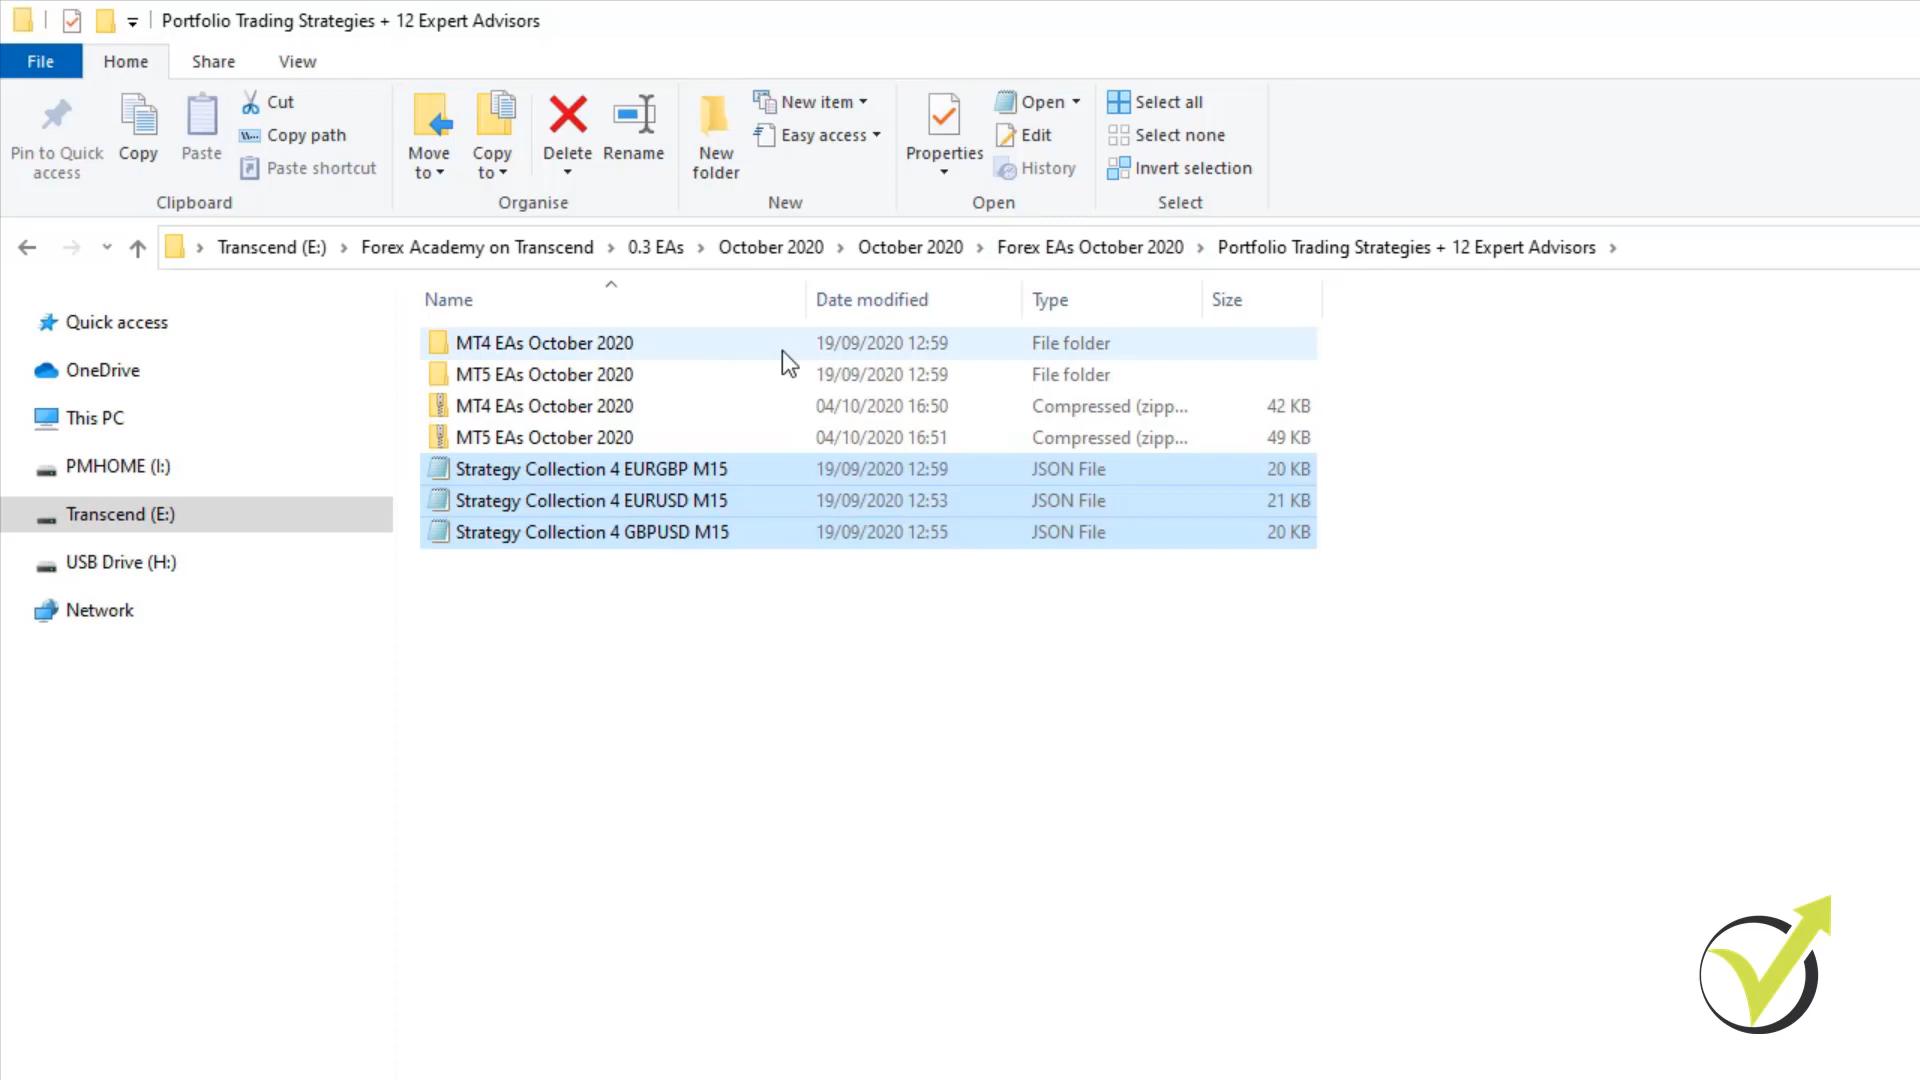 Portfolio Trading Strategies + 12 Expert Advisors
File Home Share View
Pin to Quick access
Copy
Paste
Cut
Copy path
Paste shortcut
Clipboard
Move to
Copy to
Delete
Rename
Organise
New folder
New item
Easy access
New
Properties
Open
Edit
History
Open
Select all
Select none
Invert selection
Select
Transcend (E:) Forex Academy on Transcend 0.3 EAs October 2020 October 2020 Forex EAs October 2020 Portfolio Trading Strategies + 12 Expert Advisors
Quick access
OneDrive
This PC
PMHOME (I:)
Transcend (E:)
USB Drive (H:)
Network
Name Date modified Type Size
MT4 EAs October 2020 19/09/2020 12:59 File folder
MT5 EAs October 2020 19/09/2020 12:59 File folder
MT4 EAs October 2020 04/10/2020 16:50 Compressed (zipp... 42 KB
MT5 EAs October 2020 04/10/2020 16:51 Compressed (zipp... 49 KB
Strategy Collection 4 EURGBP M15 19/09/2020 12:59 JSON File 20 KB
Strategy Collection 4 EURUSD M15 19/09/2020 12:53 JSON File 21 KB
Strategy Collection 4 GBPUSD M15 19/09/2020 12:55 JSON File 20 KB